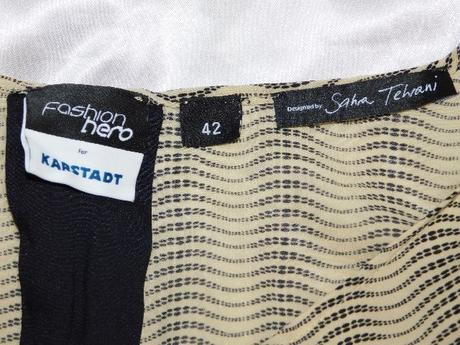 Fashion
hero
for
KARSTADT
42
Designed by Sahra Tehrani